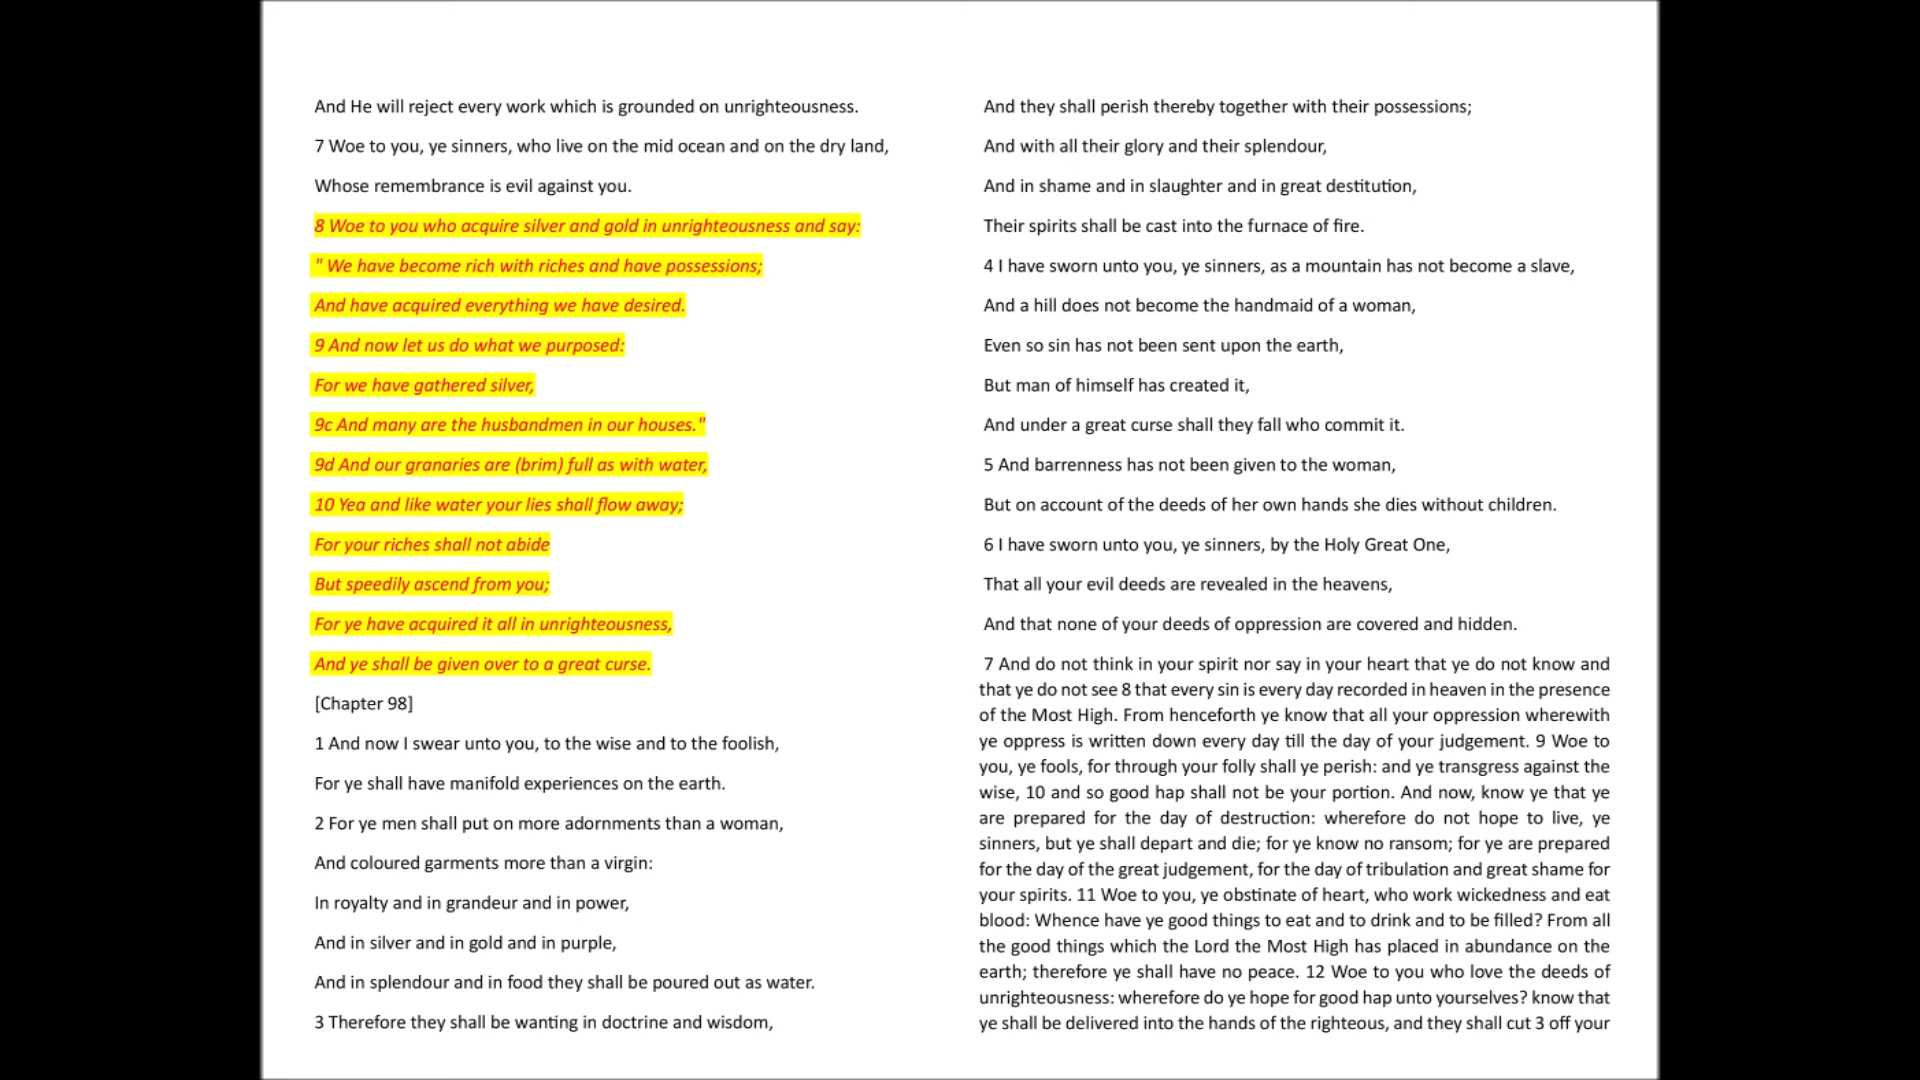 And He will reject every work which is grounded on unrighteousness.
7 Woe to you, ye sinners, who live on the mid ocean and on the dry land,
Whose remembrance is evil against you.
8 Woe to you who acquire silver and gold in unrighteousness and say:
" We have become rich with riches and have possessions;
And have acquired everything we have desired.
9 And now let us do what we purposed:
For we have gathered silver,
9c And many are the husbandmen in our houses."
9d And our granaries are (brim) full as with water,
10 Yea and like water your lies shall flow away;
For your riches shall not abide
But speedily ascend from you;
For ye have acquired it all in unrighteousness,
And ye shall be given over to a great curse.
[Chapter 98]
1 And now I swear unto you, to the wise and to the foolish,
For ye shall have manifold experiences on the earth.
2 For ye men shall put on more adornments than a woman,
And coloured garments more than a virgin:
In royalty and in grandeur and in power,
And in silver and in gold and in purple,
And in splendour and in food they shall be poured out as water.
3 Therefore they shall be wanting in doctrine and wisdom,
And they shall perish thereby together with their possessions;
And with all their glory and their splendour,
And in shame and in slaughter and in great destitution,
Their spirits shall be cast into the furnace of fire.
4 I have sworn unto you, ye sinners, as a mountain has not become a slave,
And a hill does not become the handmaid of a woman,
Even so sin has not been sent upon the earth,
But man of himself has created it,
And under a great curse shall they fall who commit it.
5 And barrenness has not been given to the woman,
But on account of the deeds of her own hands she dies without children.
6 I have sworn unto you, ye sinners, by the Holy Great One,
That all your evil deeds are revealed in the heavens,
And that none of your deeds of oppression are covered and hidden.
7 And do not think in your spirit nor say in your heart that ye do not know and
that ye do not see 8 that every sin is every day recorded in heaven in the presence
of the Most High. From henceforth ye know that all your oppression wherewith
ye oppress is written down every day till the day of your judgement. 9 Woe to
you, ye fools, for through your folly shall ye perish: and ye transgress against the
wise, 10 and so good hap shall not be your portion. And now, know ye that ye
are prepared for the day of destruction: wherefore do not hope to live, ye
sinners, but ye shall depart and die; for ye know no ransom; for ye are prepared
for the day of the great judgement, for the day of tribulation and great shame for
your spirits. 11 Woe to you, ye obstinate of heart, who work wickedness and eat
blood: Whence have ye good things to eat and to drink and to be filled? From all
the good things which the Lord the Most High has placed in abundance on the
earth; therefore ye shall have no peace. 12 Woe to you who love the deeds of
unrighteousness: wherefore do ye hope for good hap unto yourselves? know that
ye shall be delivered into the hands of the righteous, and they shall cut 3 off your